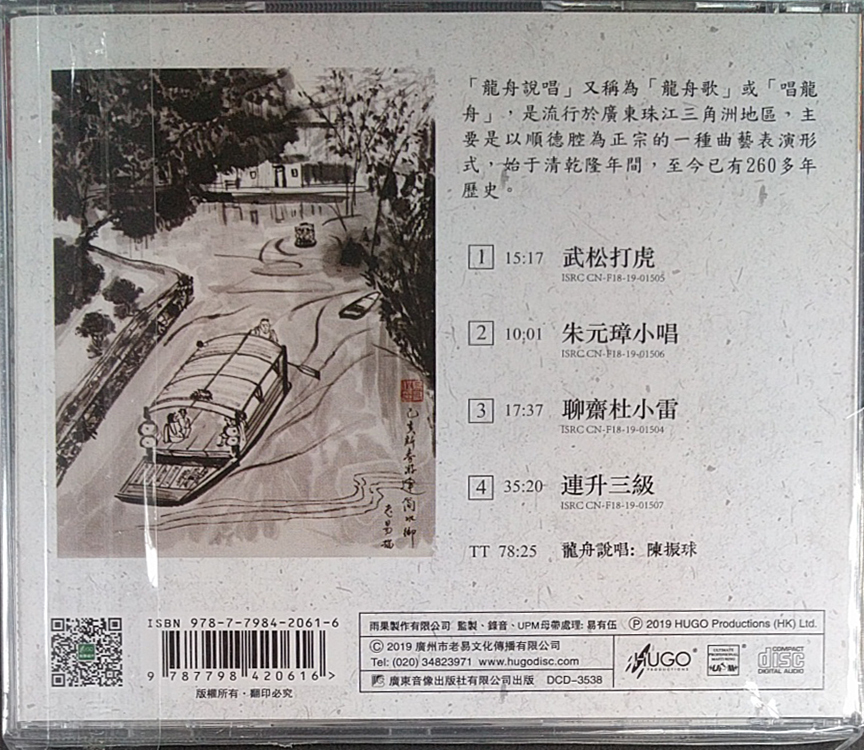 「龍舟說唱」又稱為「龍舟歌」或「唱龍
舟」，是流行於廣東珠江三角洲地區，主
要是以順德腔為正宗的一種曲藝表演形
式，始于清乾隆年間，至今已有260多年
歷史。
1 15:17 武松打虎
ISRC CN-F18-19-01505
2 10;01 朱元璋小唱
ISRC CN-F18-19-01506
3 17:37 聊齋杜小雷
ISRC CN-F18-19-01504
4 35:20 連升三級
ISRC CN-F18-19-01507
TT 78:25 龍舟說唱：陳振球
ISBN 978-7-7984-2061-6
9 787798 420616 >
版權所有·翻印必究
雨果製作有限公司 監製、錄音、UPM母帶處理: 易有伍 Ⓟ 2019 HUGO Productions (HK) Ltd.
Ⓒ 2019 廣州市老易文化傳播有限公司
Tel: (020) 34823971 www.hugodisc.com
廣東音像出版社有限公司出版 DCD-3538
HUGO
PRODUCTIONS
COMPACT
disc
DIGITAL AUDIO